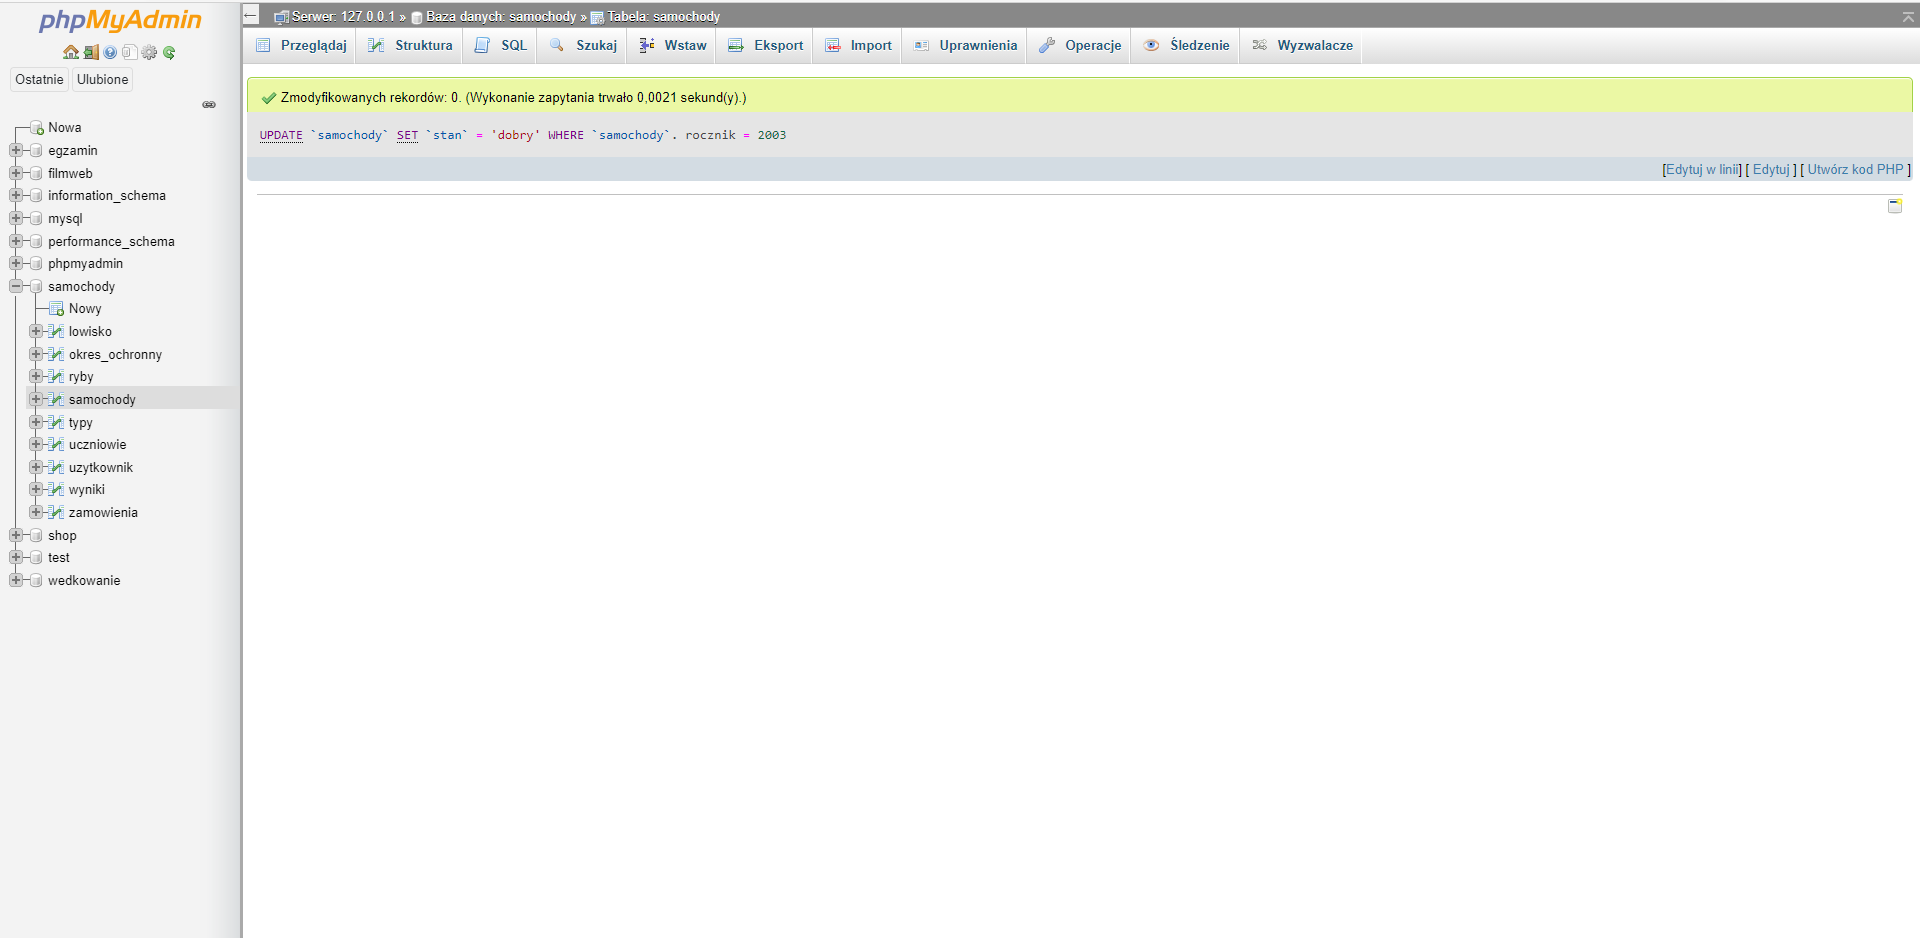 phpMyAdmin
Ostatnie Ulubione
Nowa
egzamin
filmweb
information_schema
mysql
performance_schema
phpmyadmin
samochody
Nowy
lowisko
okres_ochronny
ryby
samochody
typy
uczniowie
uzytkownik
wyniki
zamowienia
shop
test
wedkowanie
Serwer: 127.0.0.1 » Baza danych: samochody » Tabela: samochody
Przeglądaj Struktura SQL Szukaj Wstaw Eksport Import Uprawnienia Operacje Śledzenie Wyzwalacze
Zmodyfikowanych rekordów: 0. (Wykonanie zapytania trwało 0,0021 sekund(y).)
UPDATE `samochody` SET `stan` = 'dobry' WHERE `samochody`. rocznik = 2003
[Edytuj w linii] [ Edytuj ] [ Utwórz kod PHP ]